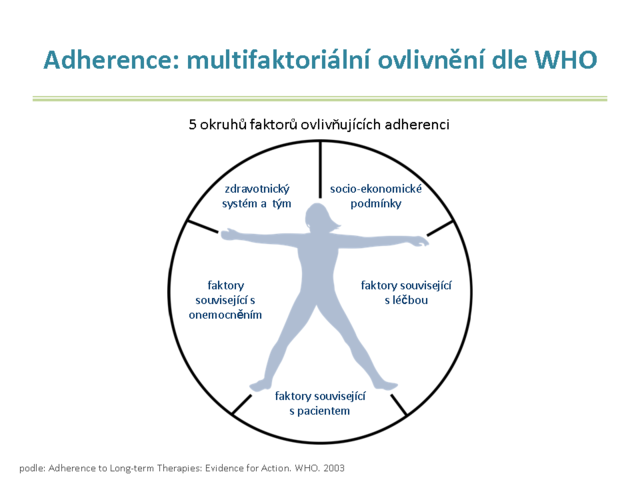 Adherence: multifaktoriální ovlivnění dle WHO
5 okruhů faktorů ovlivňujících adherenci
zdravotnický
systém a tým
socio-ekonomické
podmínky
faktory
související s
onemocněním
faktory související
s léčbou
faktory související
s pacientem
podle: Adherence to Long-term Therapies: Evidence for Action. WHO. 2003